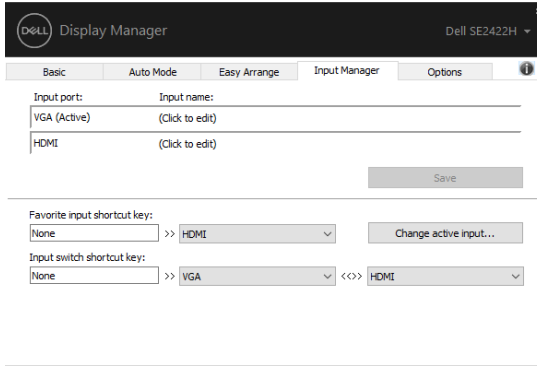 DELL Display Manager
Dell SE2422H
Basic Auto Mode Easy Arrange Input Manager Options
Input port: Input name:
VGA (Active) (Click to edit)
HDMI (Click to edit)
Save
Favorite input shortcut key:
None >> HDMI Change active input...
Input switch shortcut key:
None >> VGA <<>> HDMI